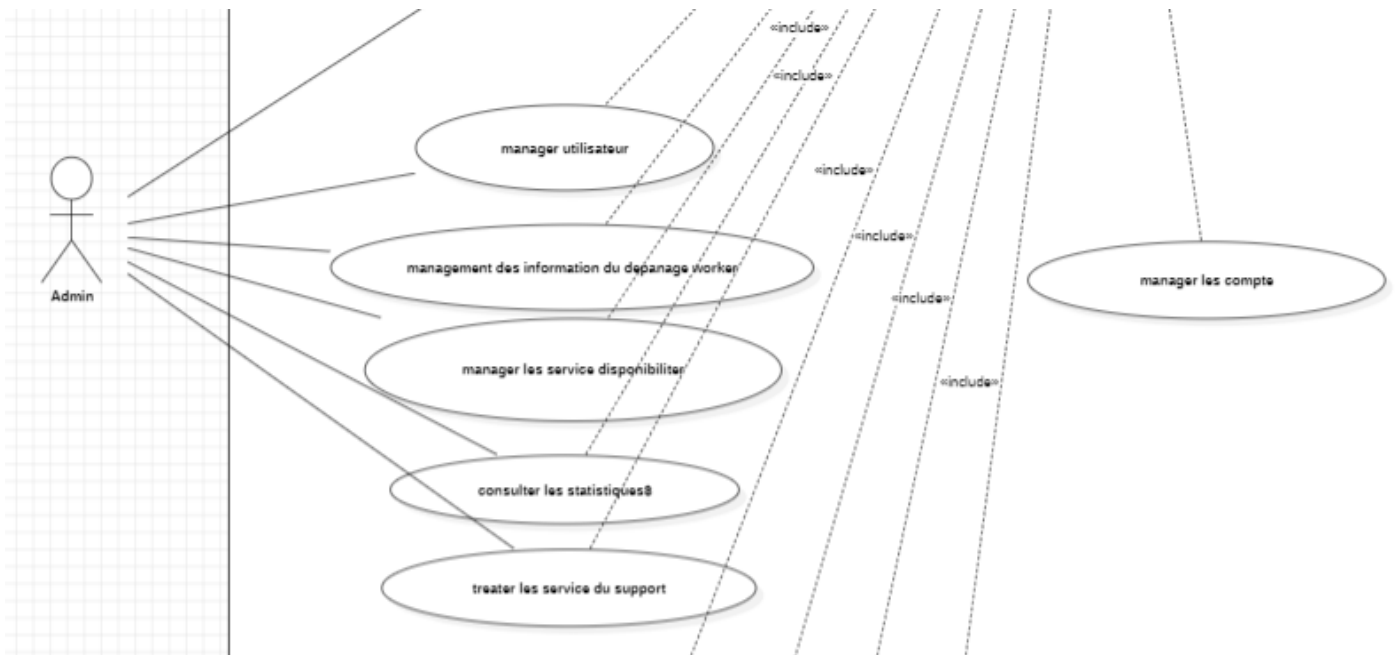 «include»
«include»
manager utilisateur
«include»
«include»
management des information du depanage worker
manager les compte
Admin
«include»
manager les service disponibiliter
«include»
consulter les statistiques8
treater les service du support